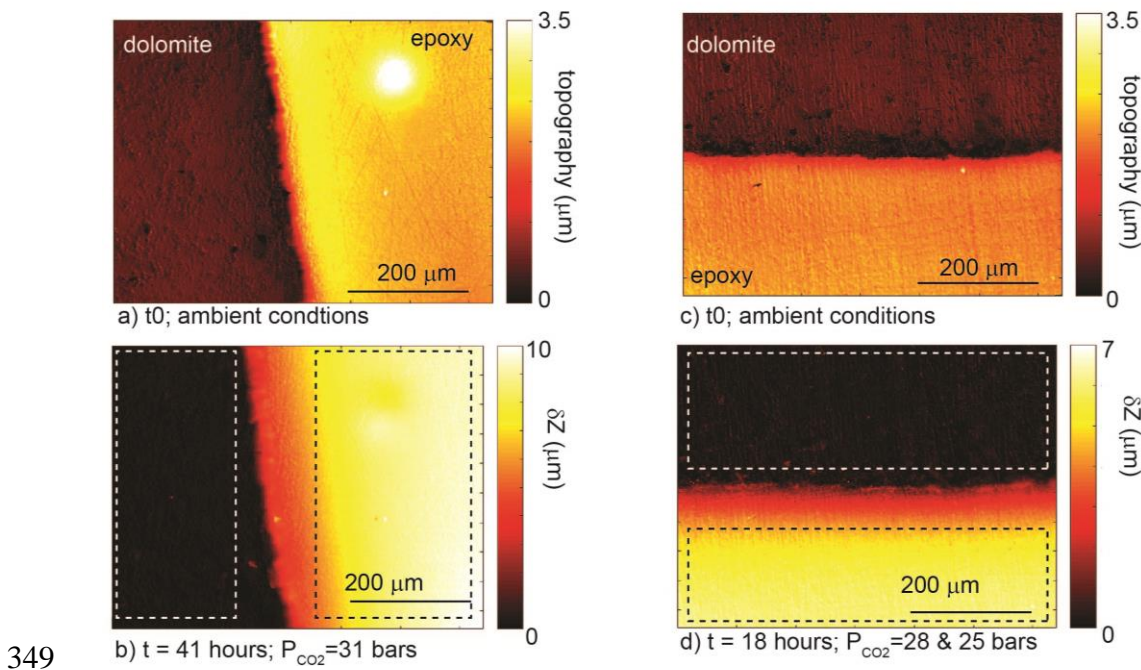 dolomite
epoxy
3.5
topography (μm)
0
200 μm
a) t0; ambient condtions
dolomite
3.5
topography (μm)
0
epoxy
200 μm
c) t0; ambient conditions
10
δZ (μm)
0
200 μm
349
b) t = 41 hours; PCO2=31 bars
7
δZ (μm)
0
200 μm
d) t = 18 hours; PCO2=28 & 25 bars